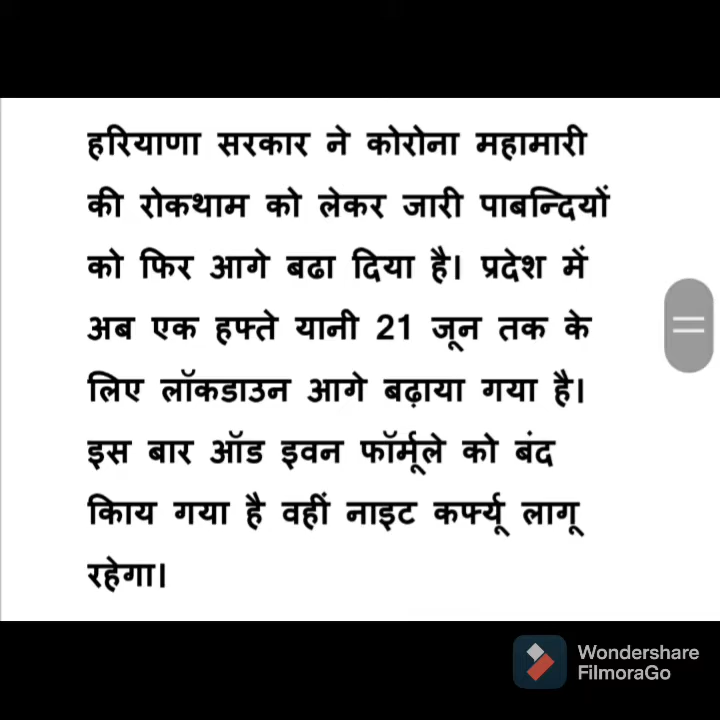 हरियाणा सरकार ने कोरोना महामारी
की रोकथाम को लेकर जारी पाबन्दियों
को फिर आगे बढा दिया है। प्रदेश में
अब एक हफ्ते यानी 21 जून तक के
लिए लॉकडाउन आगे बढ़ाया गया है।
इस बार ऑड इवन फॉर्मूले को बंद
किाय गया है वहीं नाइट कर्फ्यू लागू
रहेगा।
Wondershare
FilmoraGo